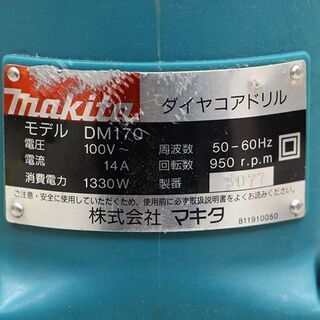 makita ダイヤコアドリル
モデル DM170
電圧 100V～ 周波数 50-60Hz
電流 14A 回転数 950 r.p.m
消費電力 1330W 製番
ご注意・安全に使用していただくため、使用前に必ず取扱説明書をよくお読みください。
株式会社 マキタ 811910050